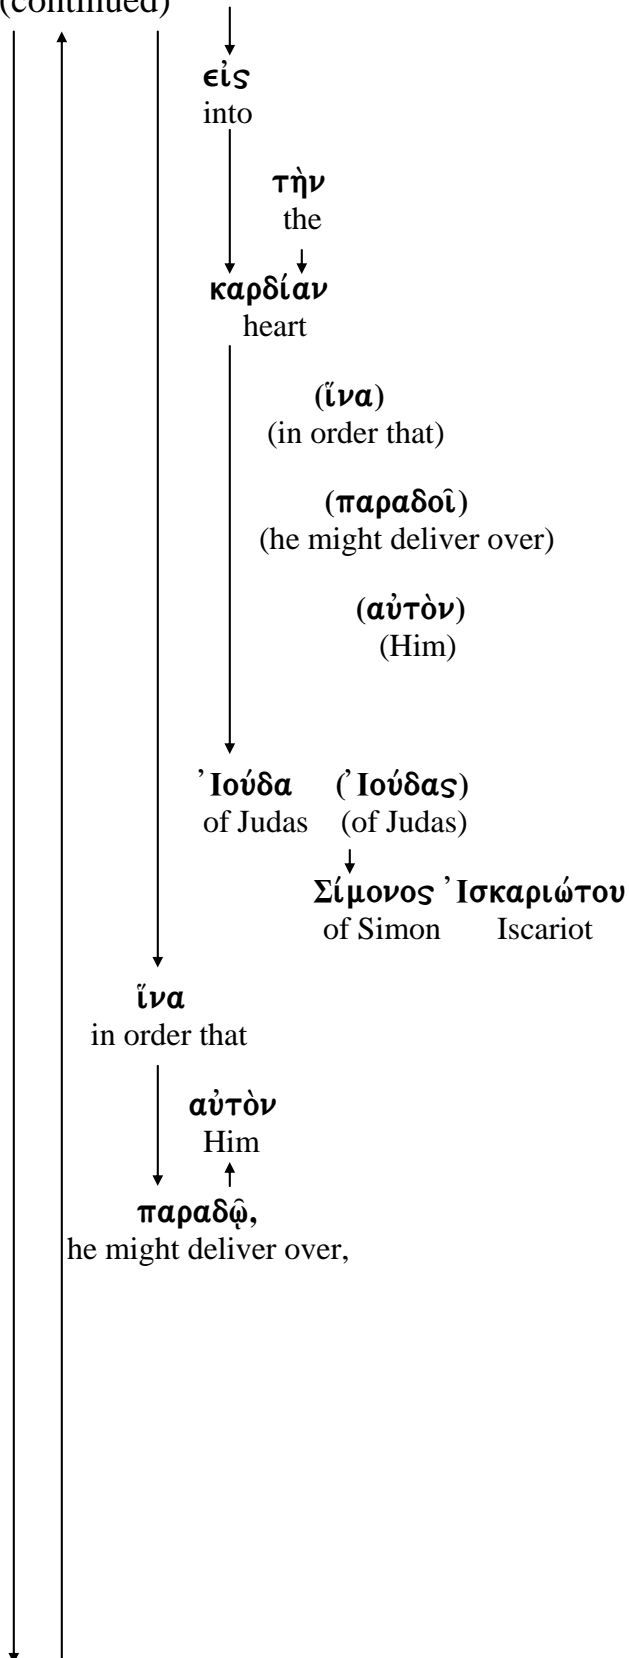 (continued)
εἰς
into
τὴν
the
καρδίαν
heart
(ἵνα)
(in order that)
(παραδοῖ)
(he might deliver over)
(αὐτὸν)
(Him)
Ἰούδα (Ἰούδας)
of Judas (of Judas)
Σίμονος Ἰσκαριώτου
of Simon Iscariot
ἵνα
in order that
αὐτὸν
Him
παραδῷ,
he might deliver over,